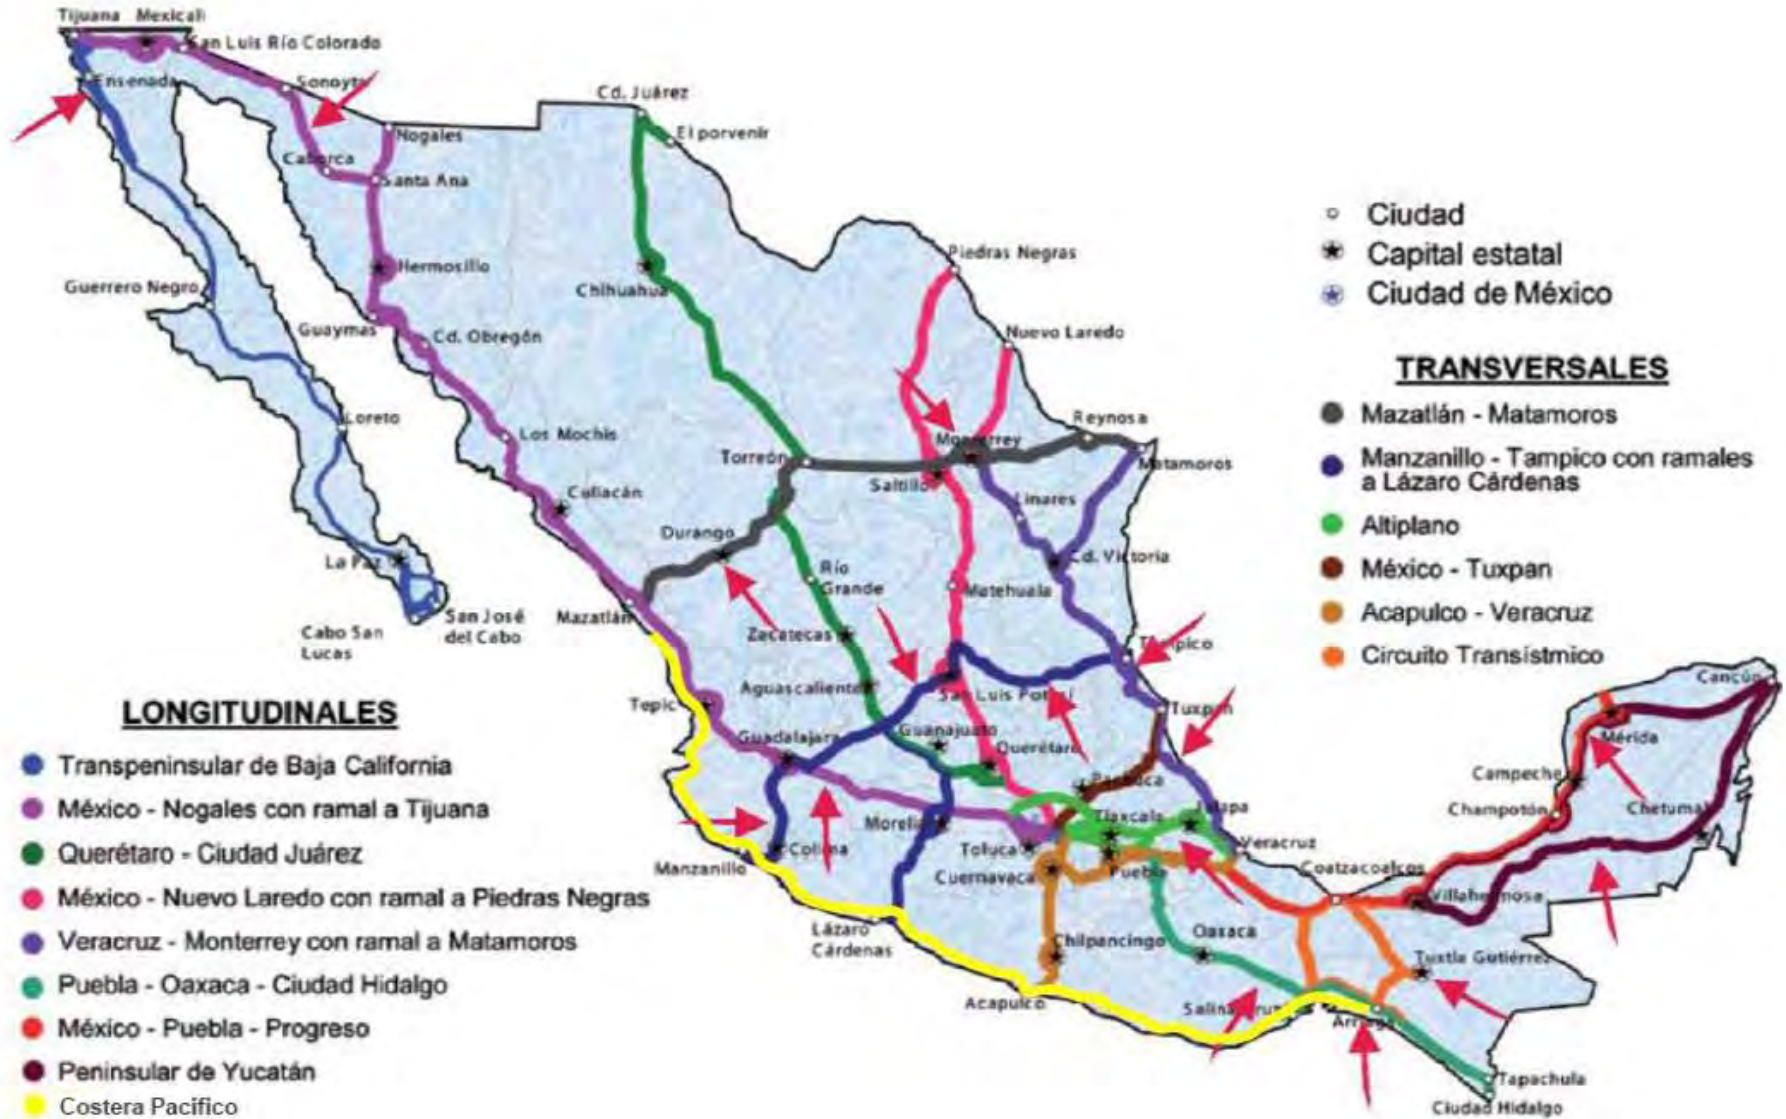 Tijuana Mexicali
San Luis Río Colorado
Ensenada
Sonoyta
Cd. Juárez
El porvenir
Nogales
Caborca
Santa Ana
Hermosillo
Chihuahua
Piedras Negras
Guerrero Negro
Guaymas
Cd. Obregón
Nuevo Laredo
Loreto
Los Mochis
Reynosa
Monterrey
Torreón
Matamoros
Saltillo
Culiacán
Linares
Durango
Cd. Victoria
La Paz
Río
Grande
Matehuala
Mazatlán
San José
del Cabo
Cabo San
Lucas
Zacatecas
Tampico
Aguascalientes
San Luis Potosí
Tepic
Tuxpan
Guadalajara
Guanajuato
Querétaro
Pachuca
Cancún
Mérida
Campeche
Champotón
Chetumal
Jalapa
Tlaxcala
Morelia
Toluca
Colima
Manzanillo
Veracruz
Cuernavaca
Puebla
Coatzacoalcos
Villahermosa
Lázaro
Cárdenas
Chilpancingo
Oaxaca
Tuxtla Gutiérrez
Acapulco
Salina Cruz
Arriaga
Tapachula
Ciudad Hidalgo
Ciudad
Capital estatal
Ciudad de México
TRANSVERSALES
Mazatlán - Matamoros
Manzanillo - Tampico con ramales
a Lázaro Cárdenas
Altiplano
México - Tuxpan
Acapulco - Veracruz
Circuito Transístmico
LONGITUDINALES
Transpeninsular de Baja California
México - Nogales con ramal a Tijuana
Querétaro - Ciudad Juárez
México - Nuevo Laredo con ramal a Piedras Negras
Veracruz - Monterrey con ramal a Matamoros
Puebla - Oaxaca - Ciudad Hidalgo
México - Puebla - Progreso
Peninsular de Yucatán
Costera Pacifico